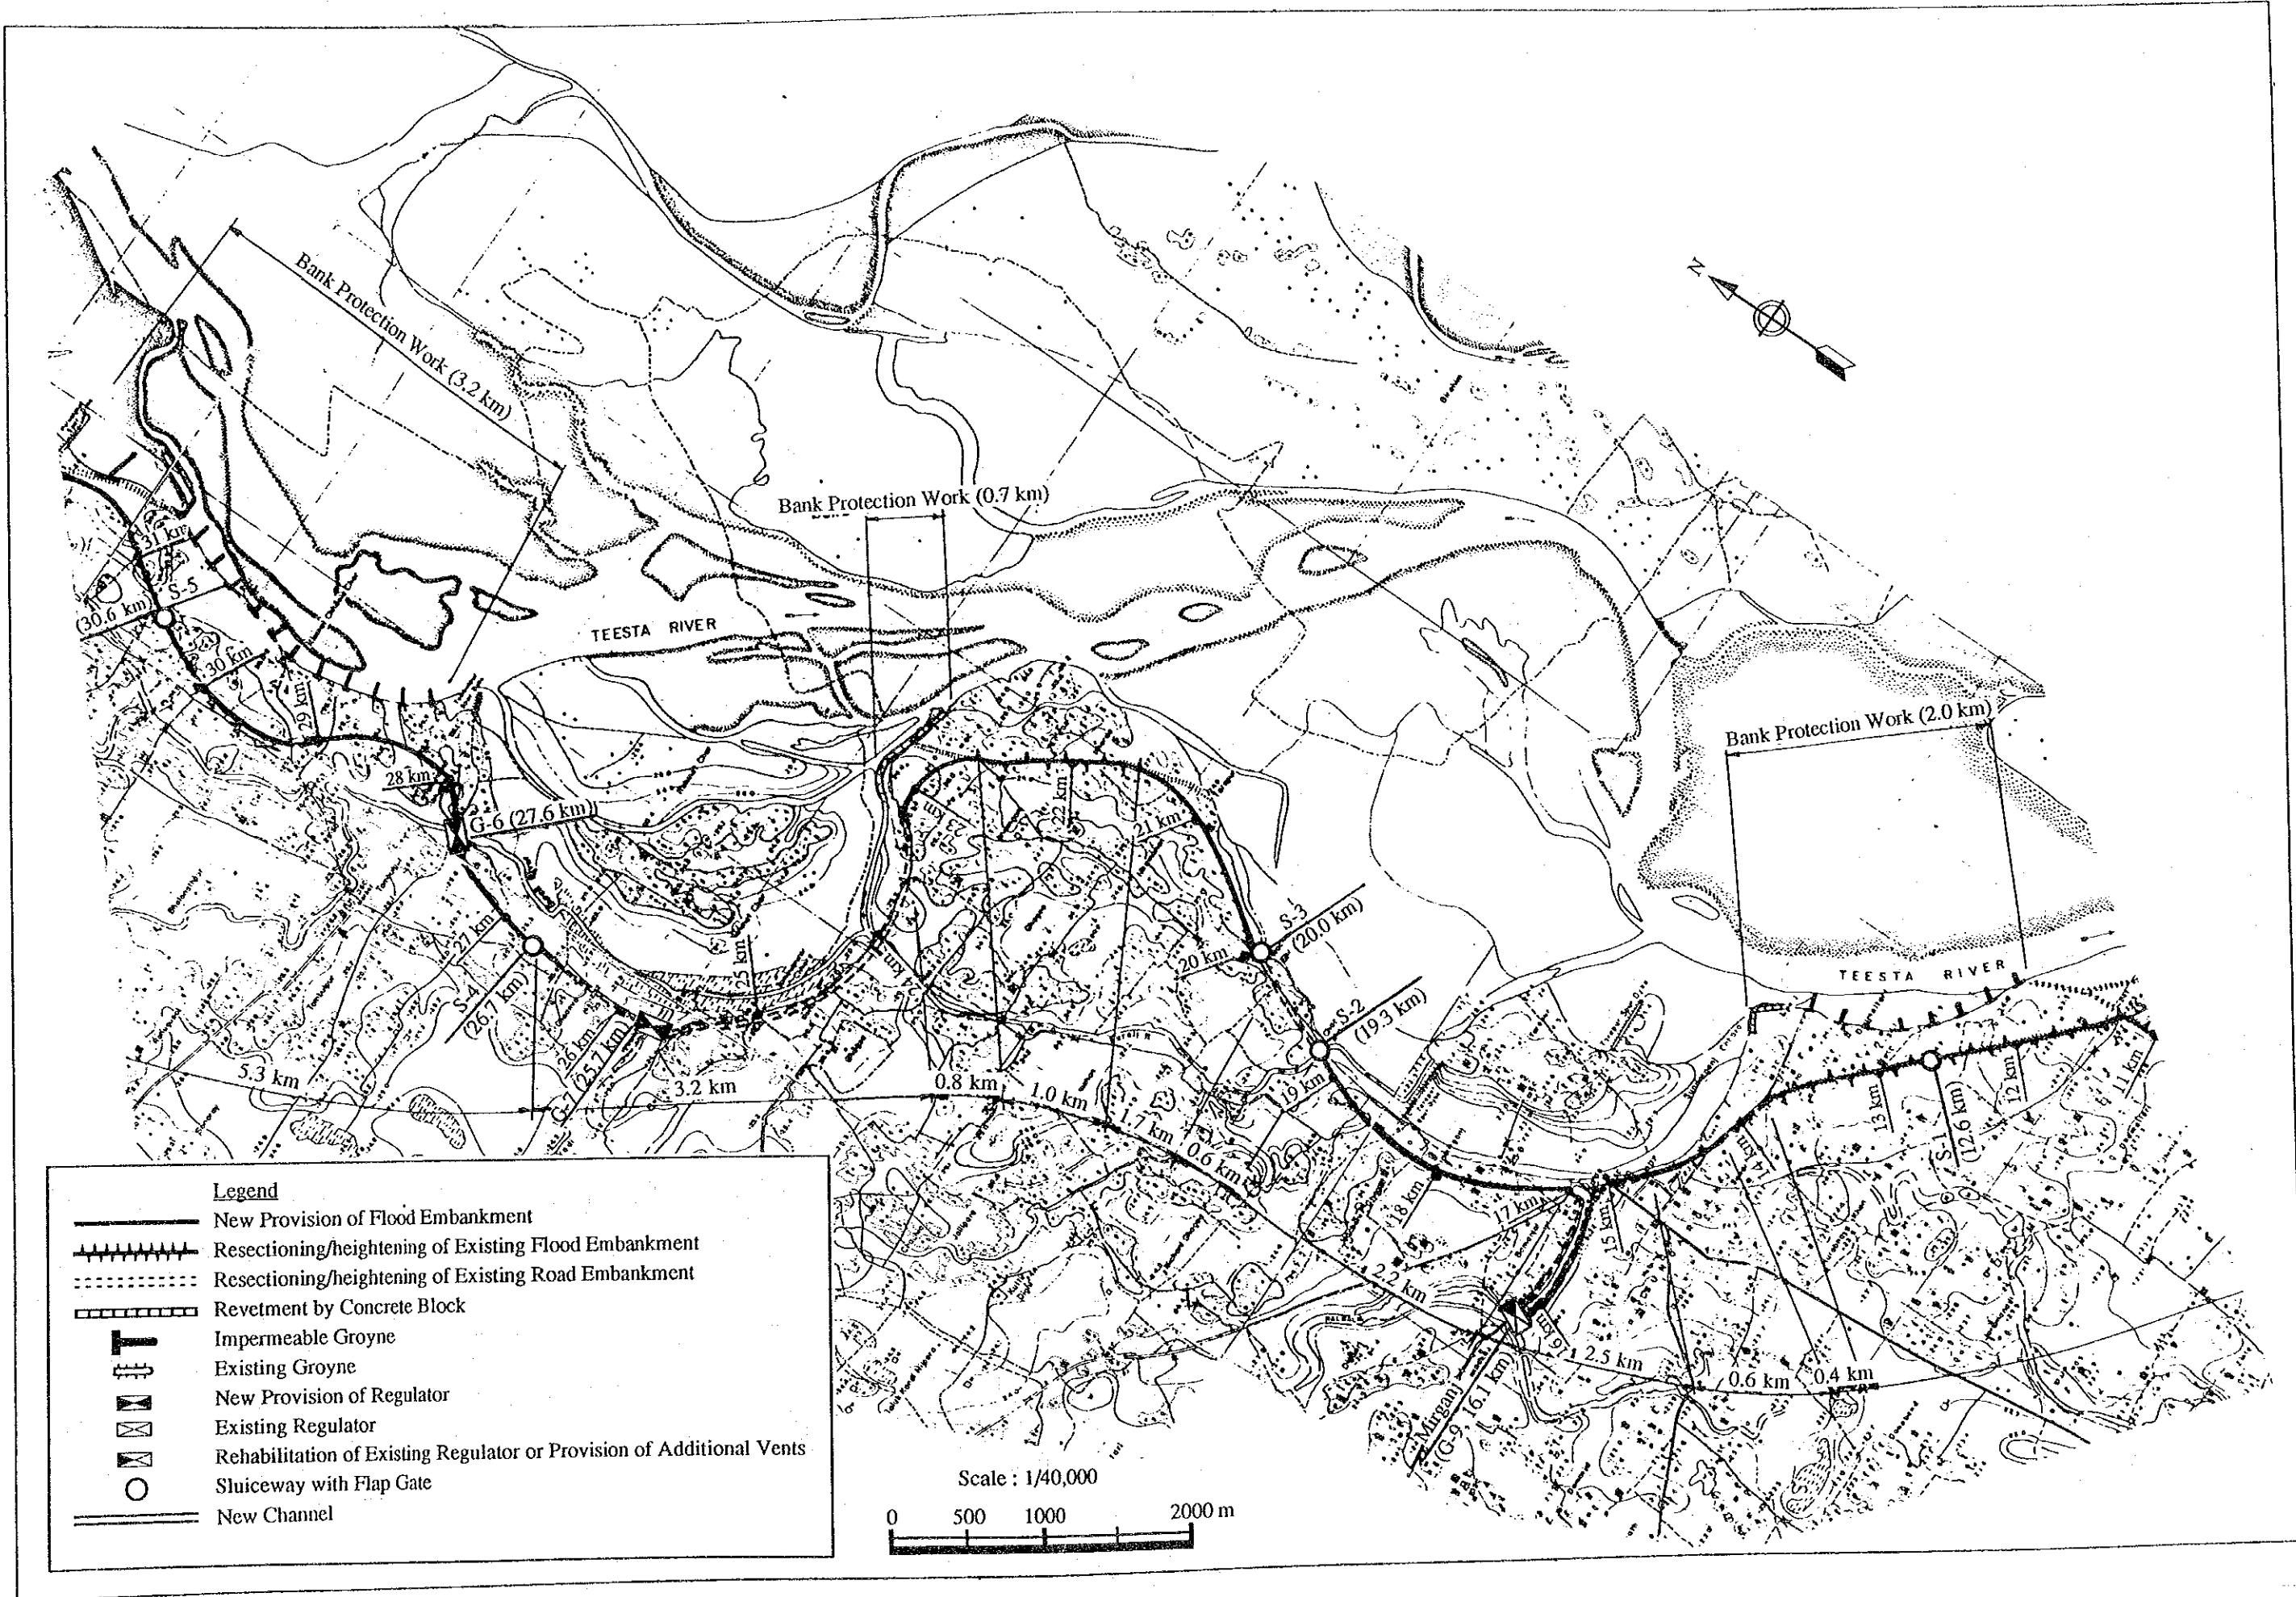 N
Bank Protection Work (3.2 km)
Bank Protection Work (0.7 km)
TEESTA RIVER
Bank Protection Work (2.0 km)
TEESTA RIVER
31 km
S-5
(30.6 km)
30 km
29 km
28 km
G-6 (27.6 km)
27 km
S-4
(26.7 km)
26 km
G-7 (25.7 km)
25 km
km
23 km
22 km
21 km
20 km
S-3
(20.0 km)
S-2
(19.3 km)
19 km
18 km
17 km
16 km
(Mirganj)
(G-9, 16.1 km)
15 km
14 km
13 km
S-1
(12.6 km)
12 km
11 km
5.3 km
3.2 km
0.8 km
1.0 km
1.7 km
0.6 km
2.2 km
2.5 km
0.6 km
0.4 km
Legend
New Provision of Flood Embankment
Resectioning/heightening of Existing Flood Embankment
Resectioning/heightening of Existing Road Embankment
Revetment by Concrete Block
Impermeable Groyne
Existing Groyne
New Provision of Regulator
Existing Regulator
Rehabilitation of Existing Regulator or Provision of Additional Vents
Sluiceway with Flap Gate
New Channel
Scale : 1/40,000
0 500 1000 2000 m